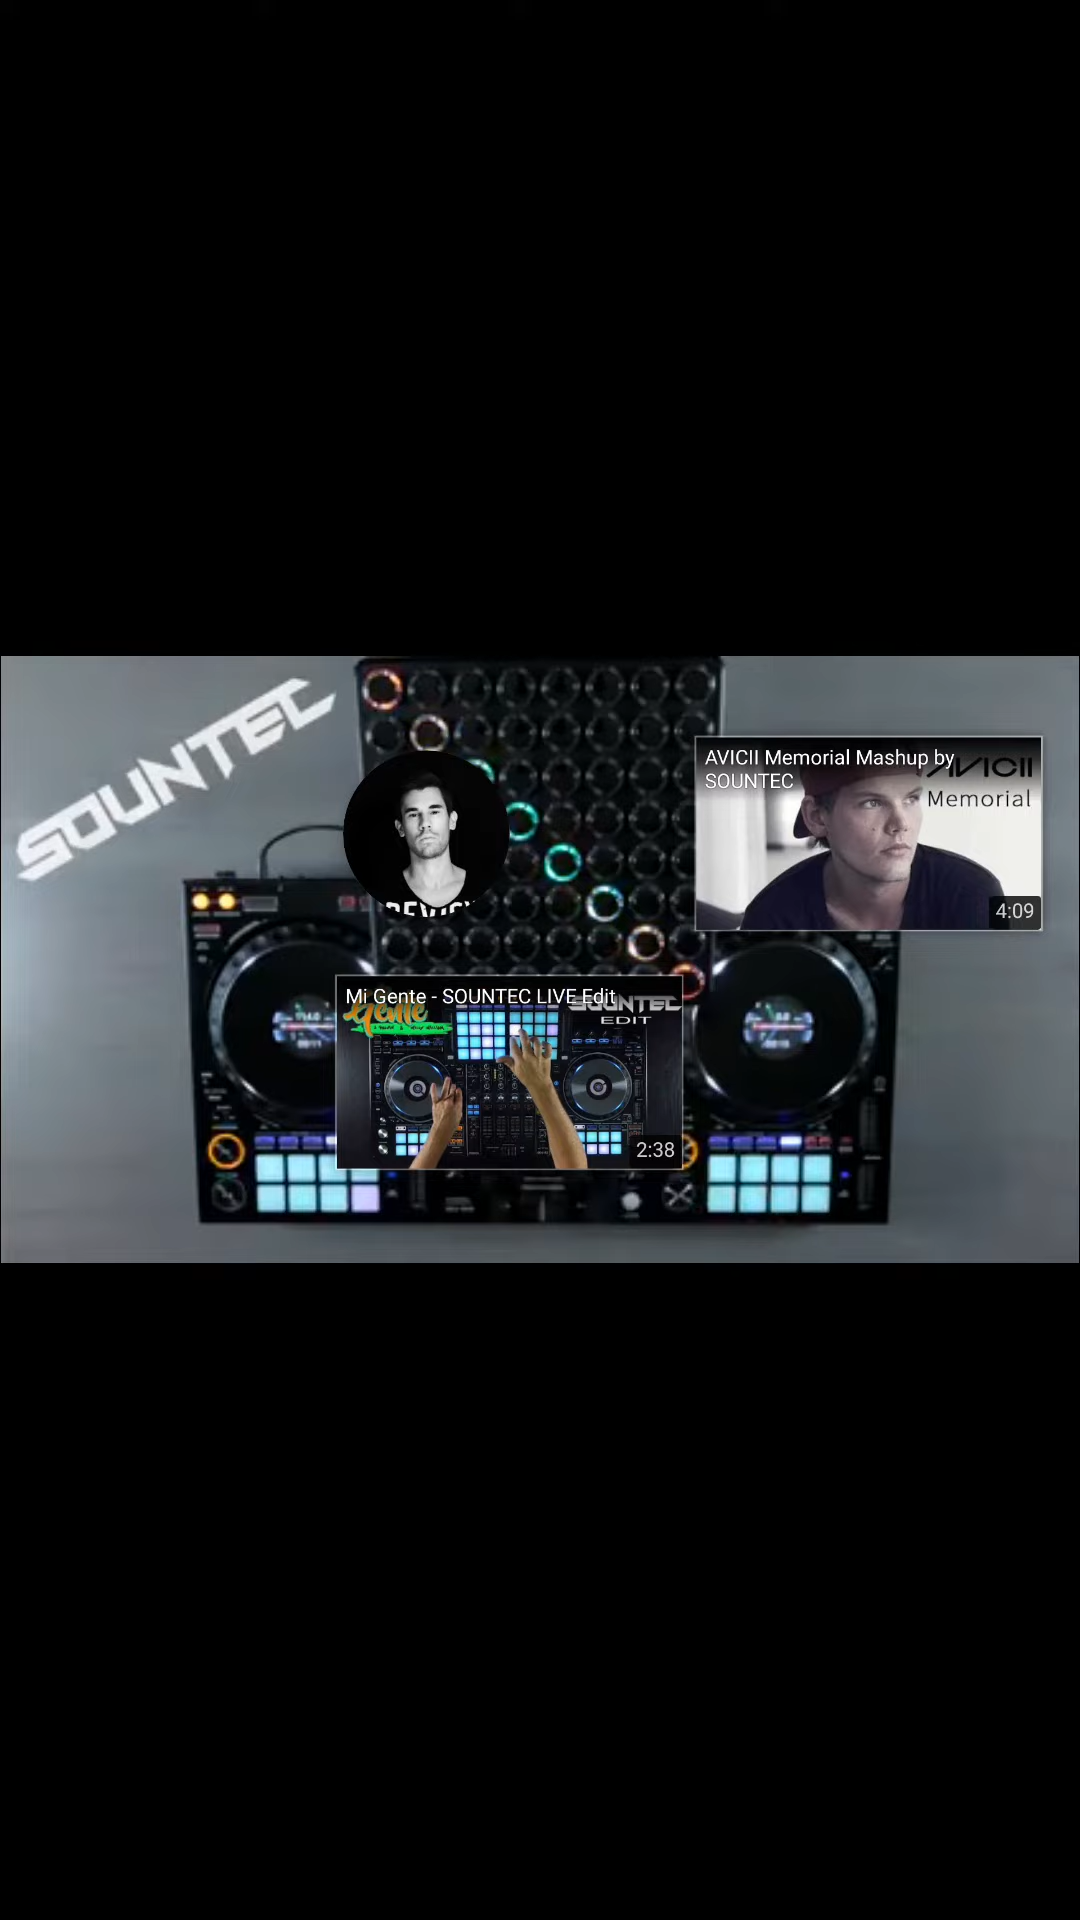 SOUNTEC
AVICII Memorial Mashup by
SOUNTEC
AVICII
Memorial
4:09
Mi Gente - SOUNTEC LIVE Edit
Gente
SOUNTEC
EDIT
2:38